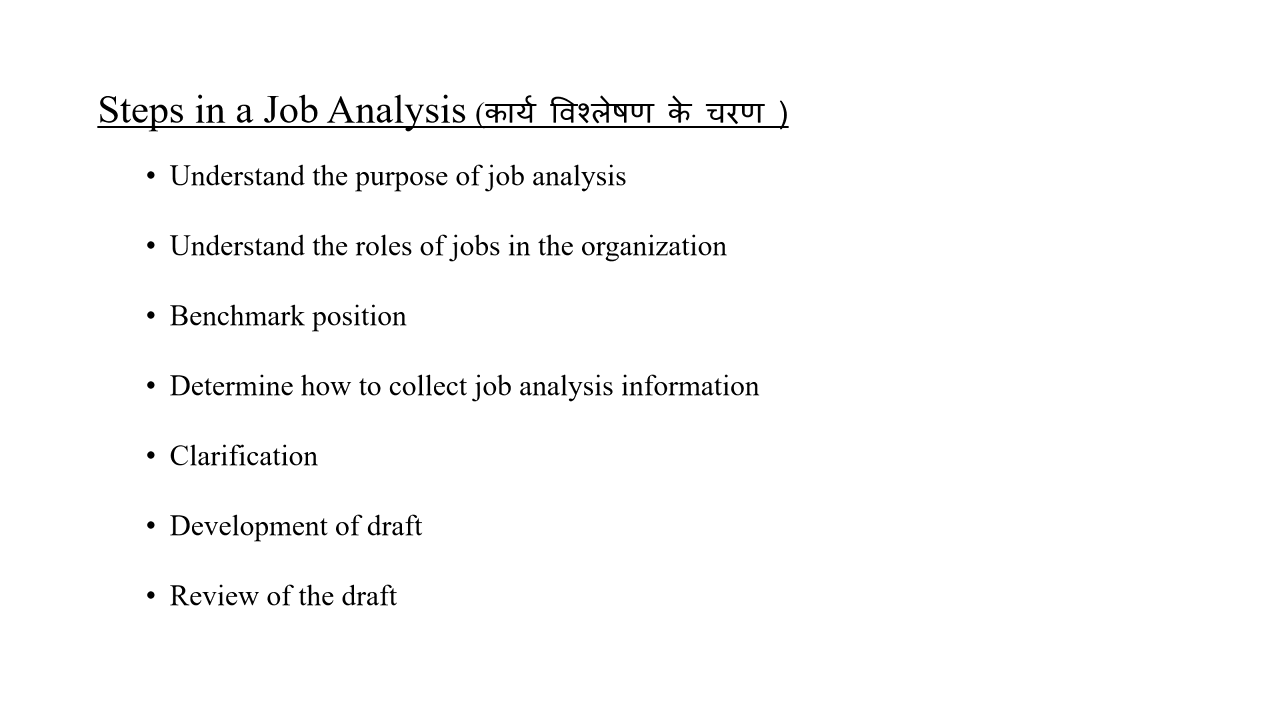 Steps in a Job Analysis (कार्य विश्लेषण के चरण )
• Understand the purpose of job analysis
• Understand the roles of jobs in the organization
• Benchmark position
• Determine how to collect job analysis information
• Clarification
• Development of draft
• Review of the draft